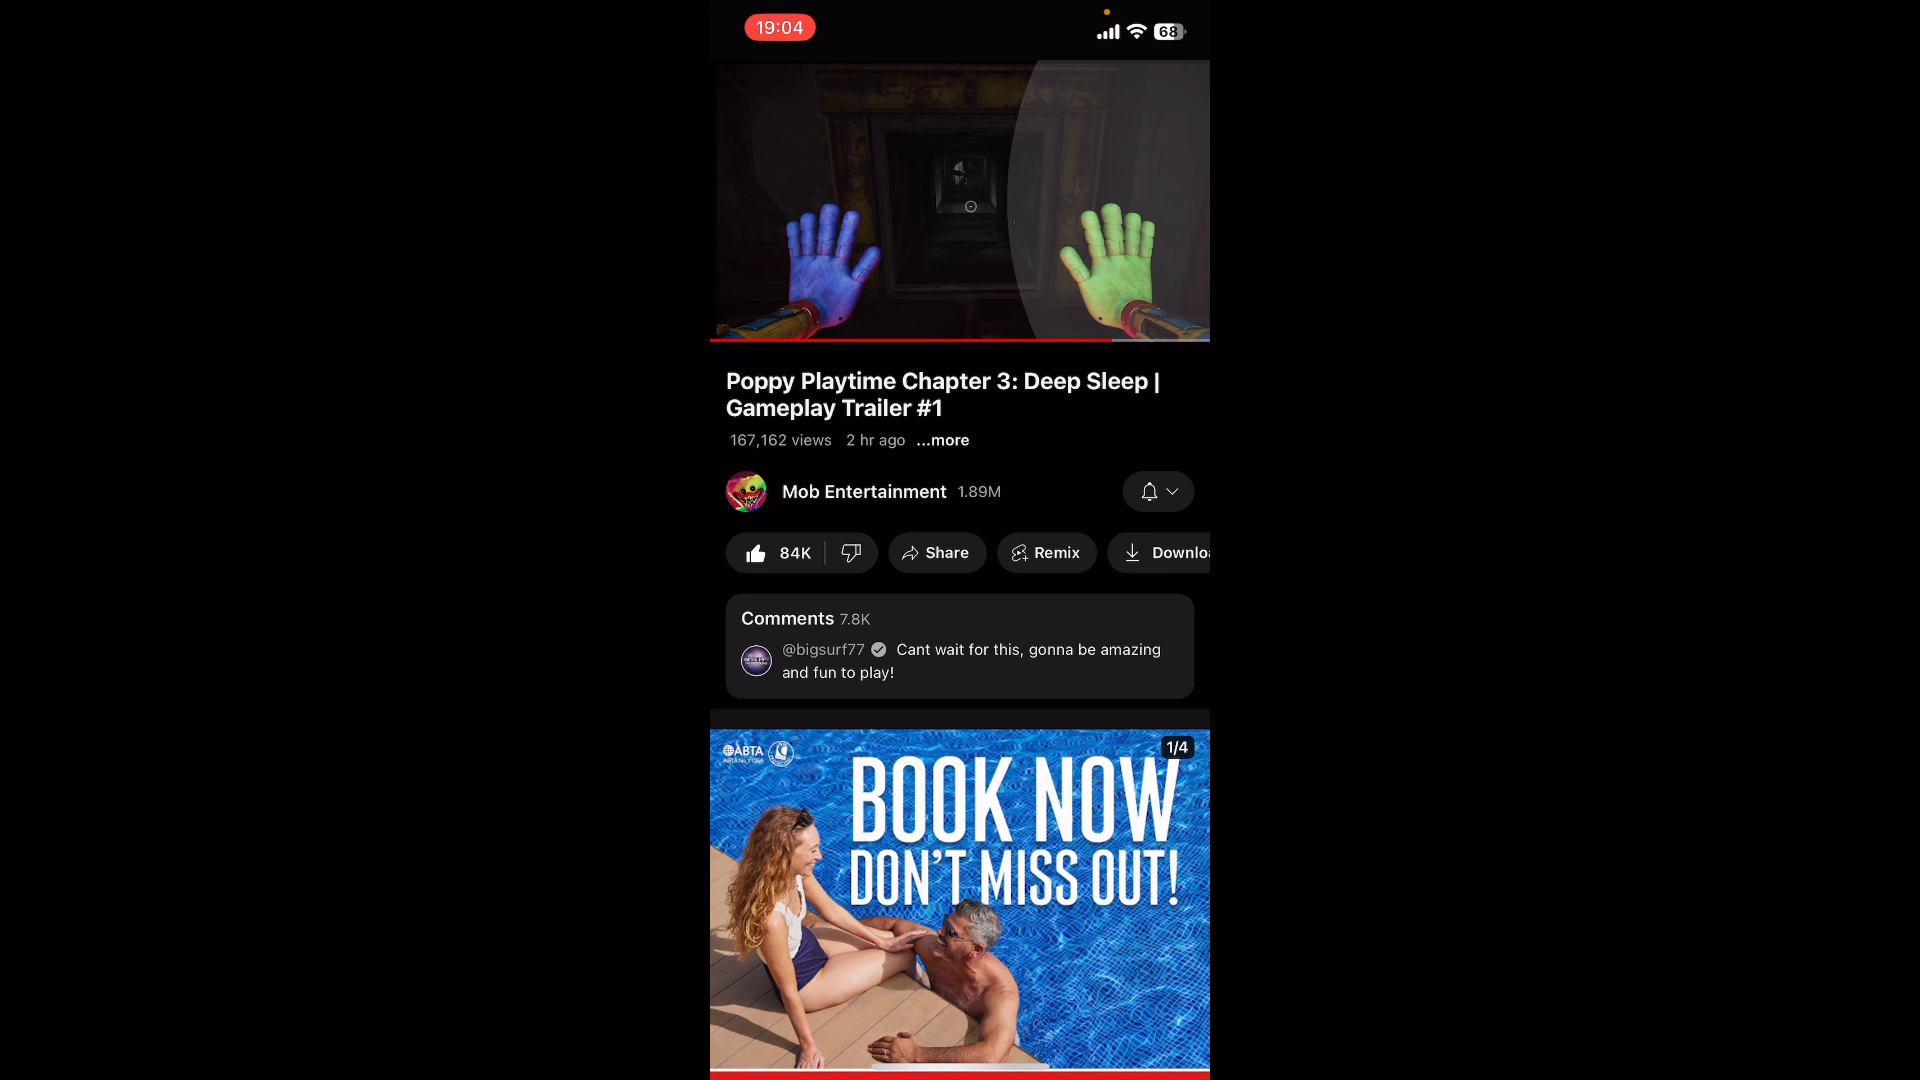 19:04
68
Poppy Playtime Chapter 3: Deep Sleep |
Gameplay Trailer #1
167,162 views 2 hr ago ...more
Mob Entertainment 1.89M
84K Share Remix Downlo
Comments 7.8K
@bigsurf77 Cant wait for this, gonna be amazing
and fun to play!
1/4
ABTA
BOOK NOW
DON'T MISS OUT!